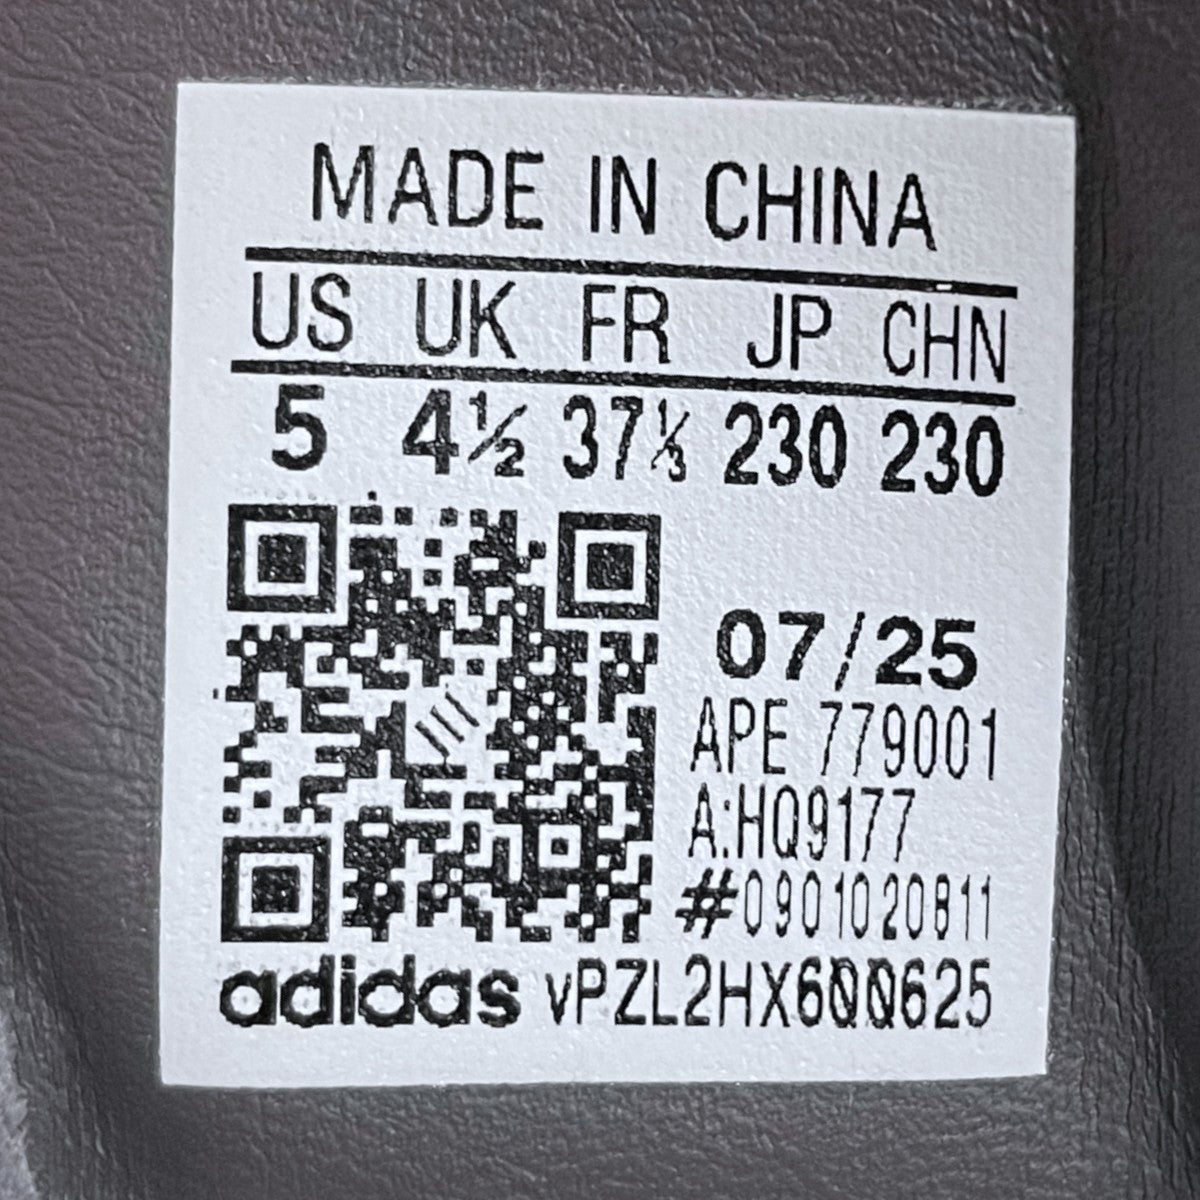 MADE IN CHINA
US UK FR JP CHN
5 4½ 37⅓ 230 230
07/25
APE 779001
A:HQ9177
#0901020811
adidas vPZL2HX600625